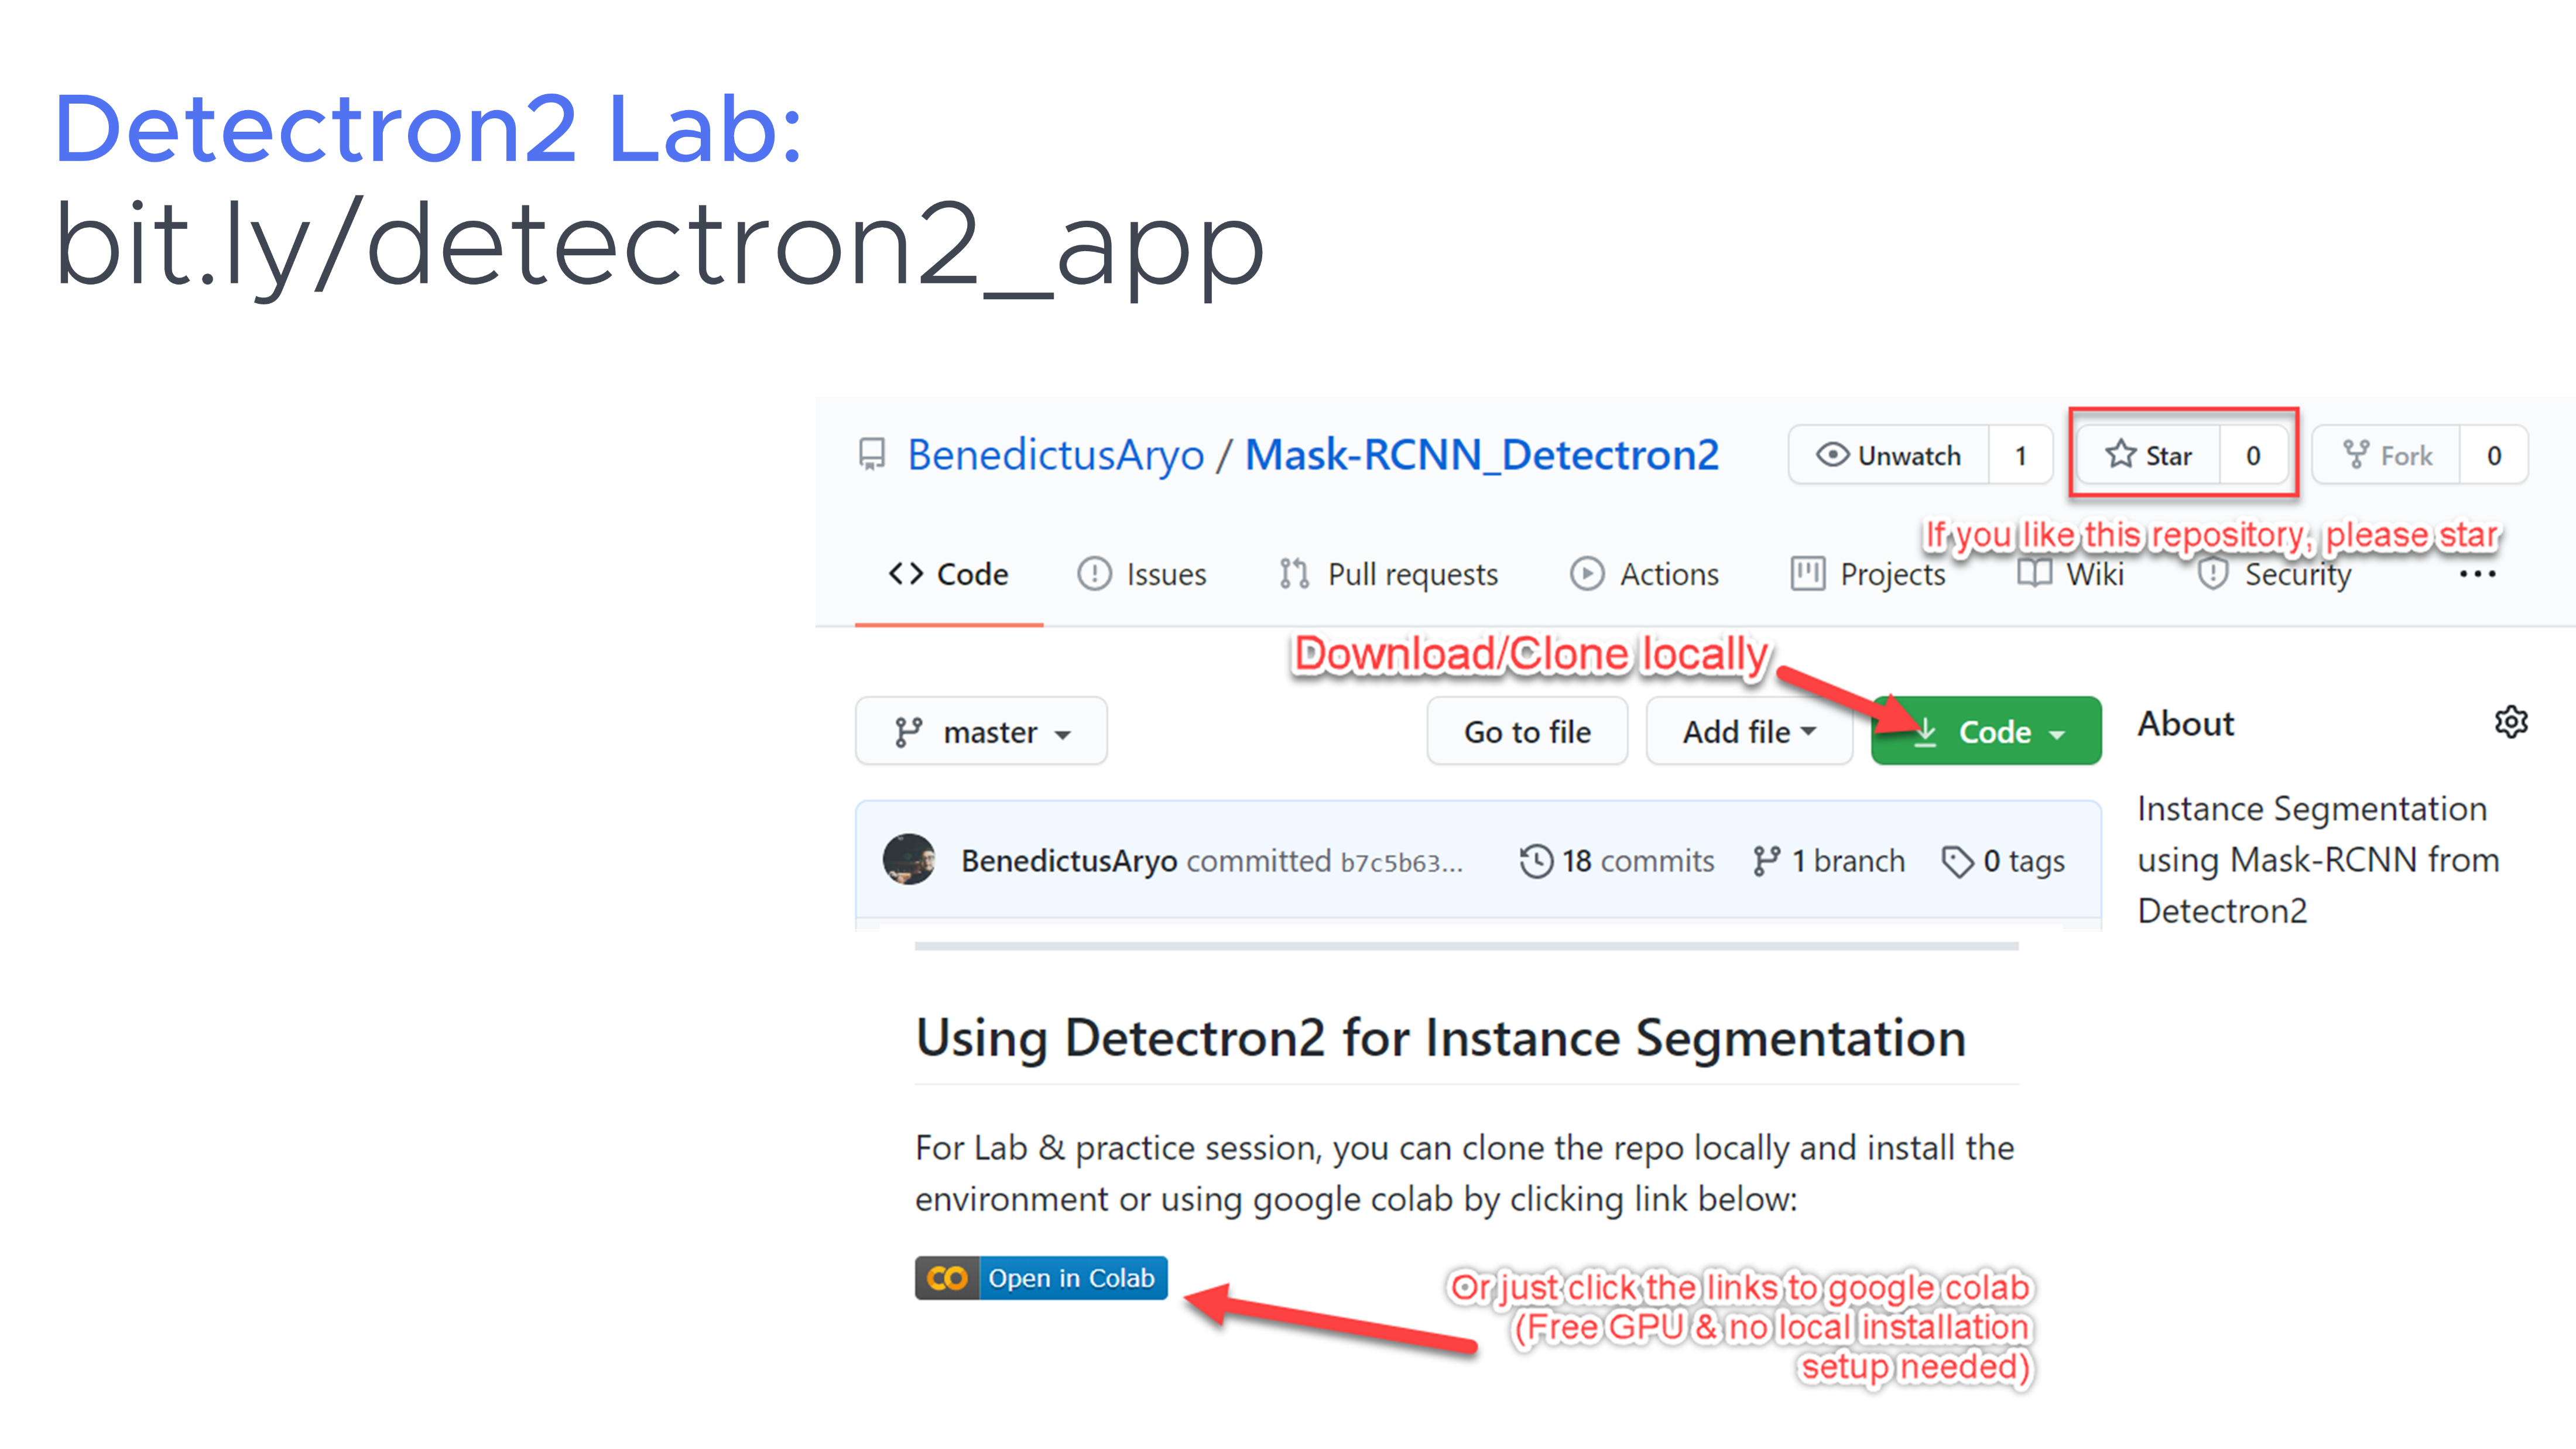 Detectron2 Lab:
bit.ly/detectron2_app
BenedictusAryo / Mask-RCNN_Detectron2
Unwatch 1
Star 0
Fork 0
If you like this repository, please star
Code
Issues
Pull requests
Actions
Projects
Wiki
Security
...
Download/Clone locally
master
Go to file
Add file
Code
About
Instance Segmentation
using Mask-RCNN from
Detectron2
BenedictusAryo committed b7c5b63... 18 commits 1 branch 0 tags
Using Detectron2 for Instance Segmentation
For Lab & practice session, you can clone the repo locally and install the
environment or using google colab by clicking link below:
Open in Colab
Or just click the links to google colab
(Free GPU & no local installation
setup needed)